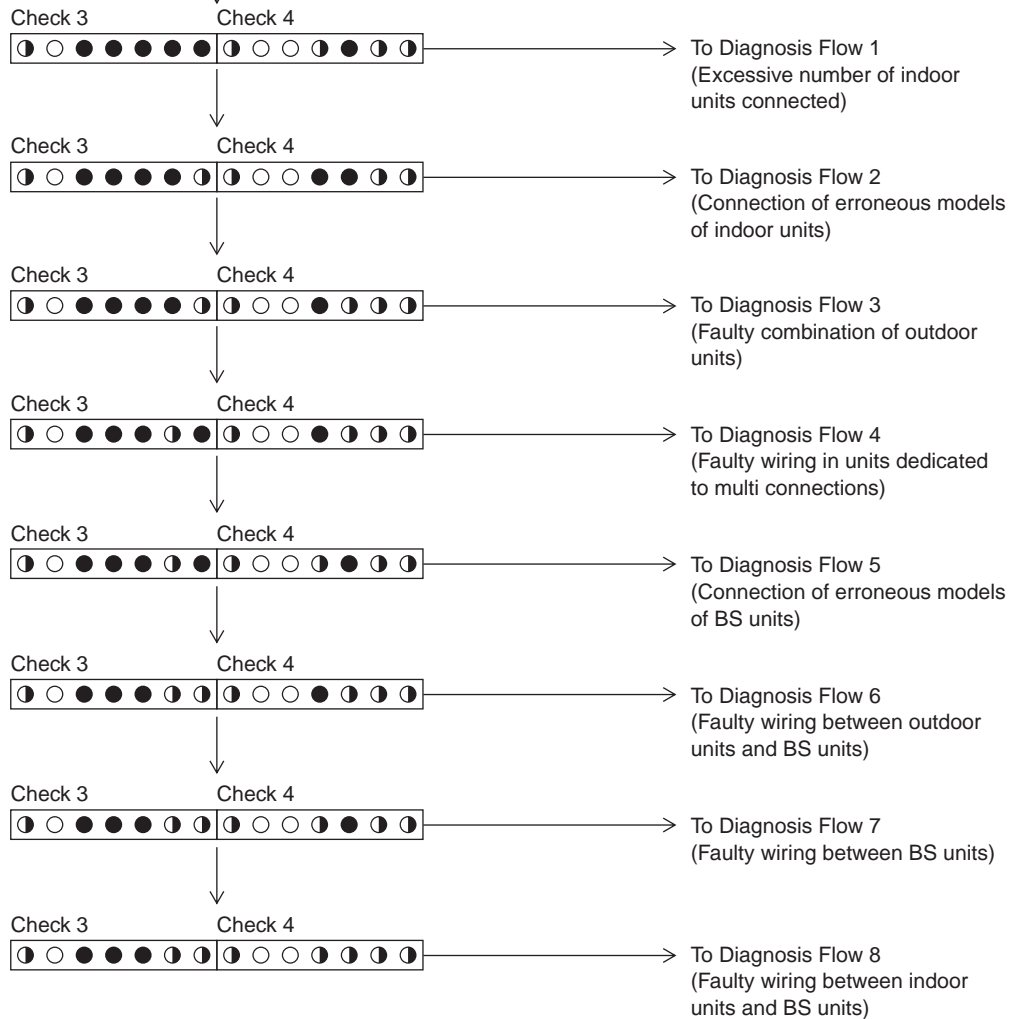 Check 3 Check 4
To Diagnosis Flow 1
(Excessive number of indoor
units connected)
Check 3 Check 4
To Diagnosis Flow 2
(Connection of erroneous models
of indoor units)
Check 3 Check 4
To Diagnosis Flow 3
(Faulty combination of outdoor
units)
Check 3 Check 4
To Diagnosis Flow 4
(Faulty wiring in units dedicated
to multi connections)
Check 3 Check 4
To Diagnosis Flow 5
(Connection of erroneous models
of BS units)
Check 3 Check 4
To Diagnosis Flow 6
(Faulty wiring between outdoor
units and BS units)
Check 3 Check 4
To Diagnosis Flow 7
(Faulty wiring between BS units)
Check 3 Check 4
To Diagnosis Flow 8
(Faulty wiring between indoor
units and BS units)